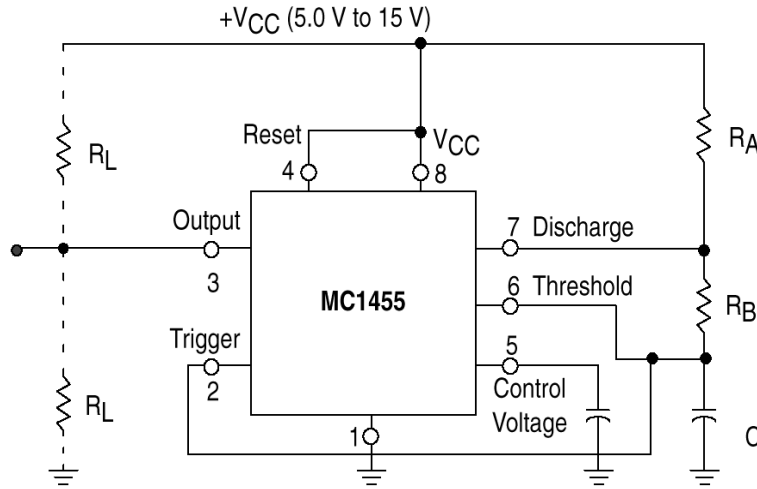 +VCC (5.0 V to 15 V)
Reset
VCC
4
8
RL
RA
Output
3
7
Discharge
MC1455
6
Threshold
RB
Trigger
2
5
Control
Voltage
RL
1
C